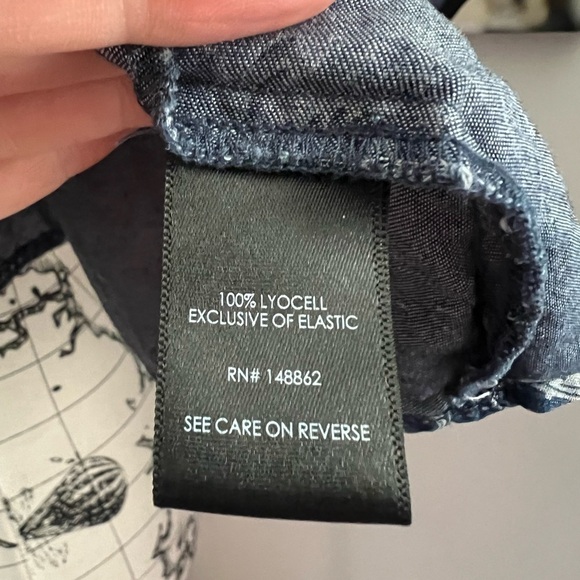 100% LYOCELL
EXCLUSIVE OF ELASTIC
RN# 148862
SEE CARE ON REVERSE